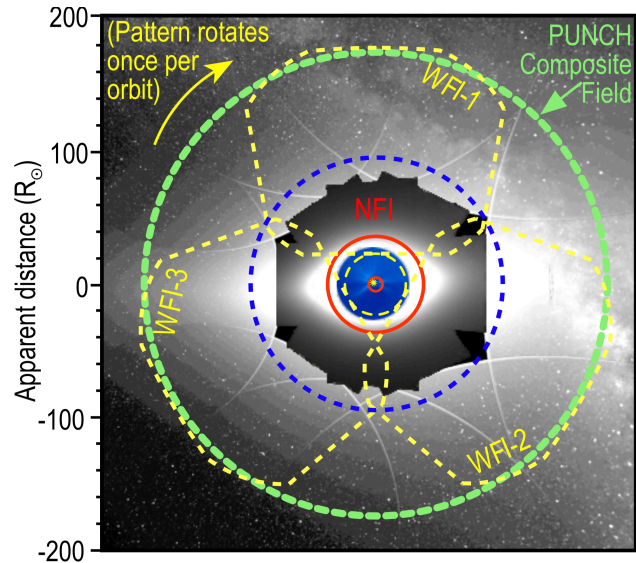 200
(Pattern rotates
once per
orbit)
PUNCH
Composite
Field
WFI-1
100
NFI
Apparent distance (R☉)
0
WFI-3
-100
WFI-2
-200